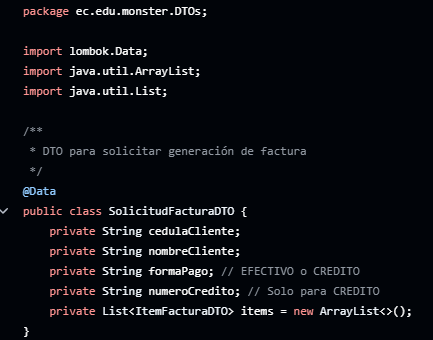 package ec.edu.monster.DTOs;
import lombok.Data;
import java.util.ArrayList;
import java.util.List;
/**
 * DTO para solicitar generación de factura
 */
@Data
public class SolicitudFacturaDTO {
    private String cedulaCliente;
    private String nombreCliente;
    private String formaPago; // EFECTIVO o CREDITO
    private String numeroCredito; // Solo para CREDITO
    private List<ItemFacturaDTO> items = new ArrayList<>();
}